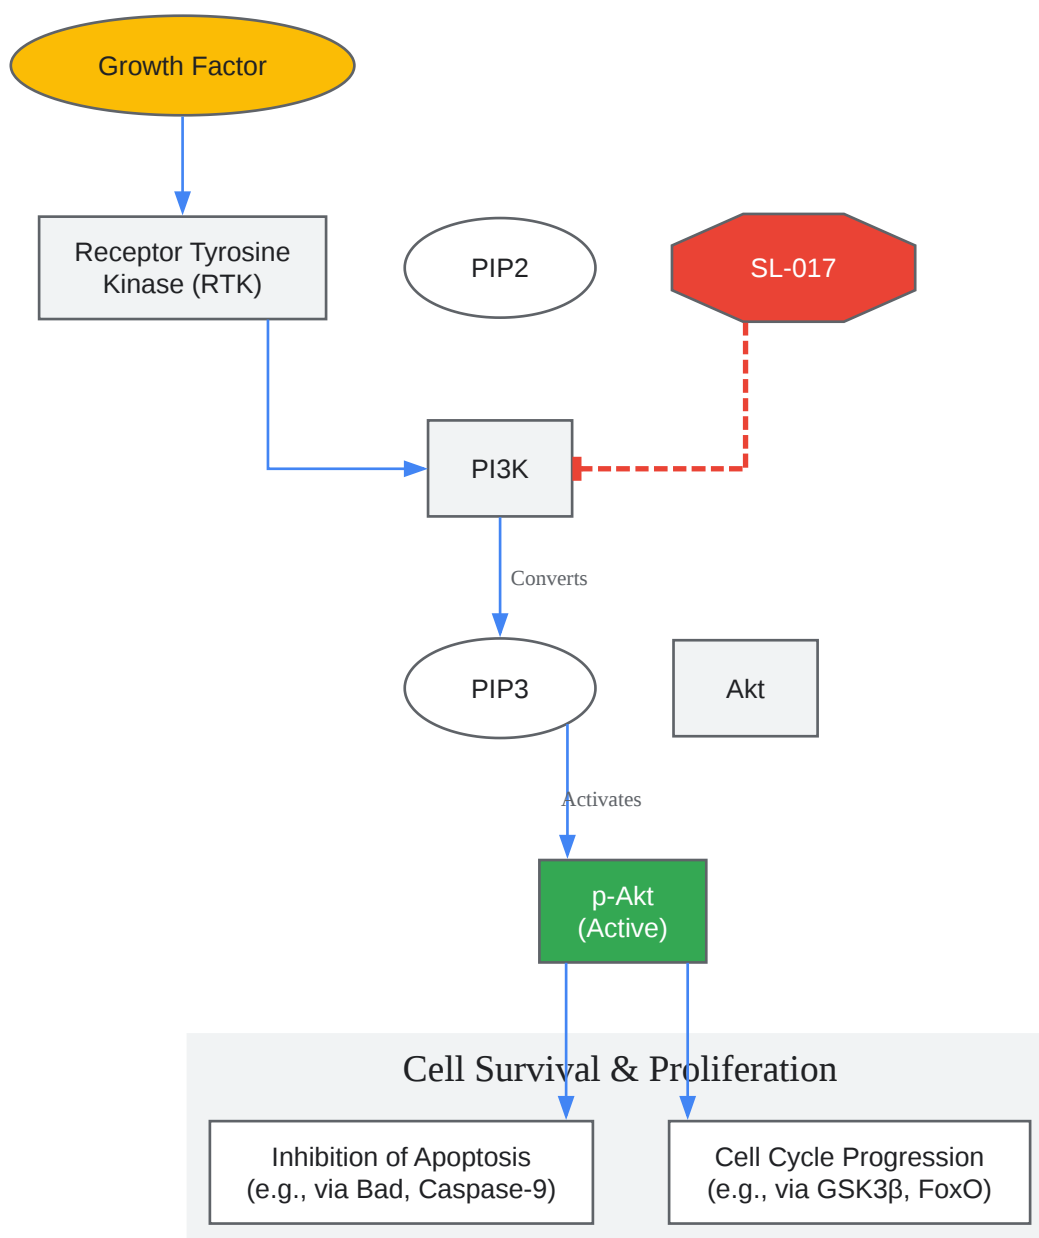 Growth Factor
Receptor Tyrosine
Kinase (RTK)
PIP2
SL-017
PI3K
Converts
PIP3
Akt
Activates
p-Akt
(Active)
Cell Survival & Proliferation
Inhibition of Apoptosis
(e.g., via Bad, Caspase-9)
Cell Cycle Progression
(e.g., via GSK3β, FoxO)